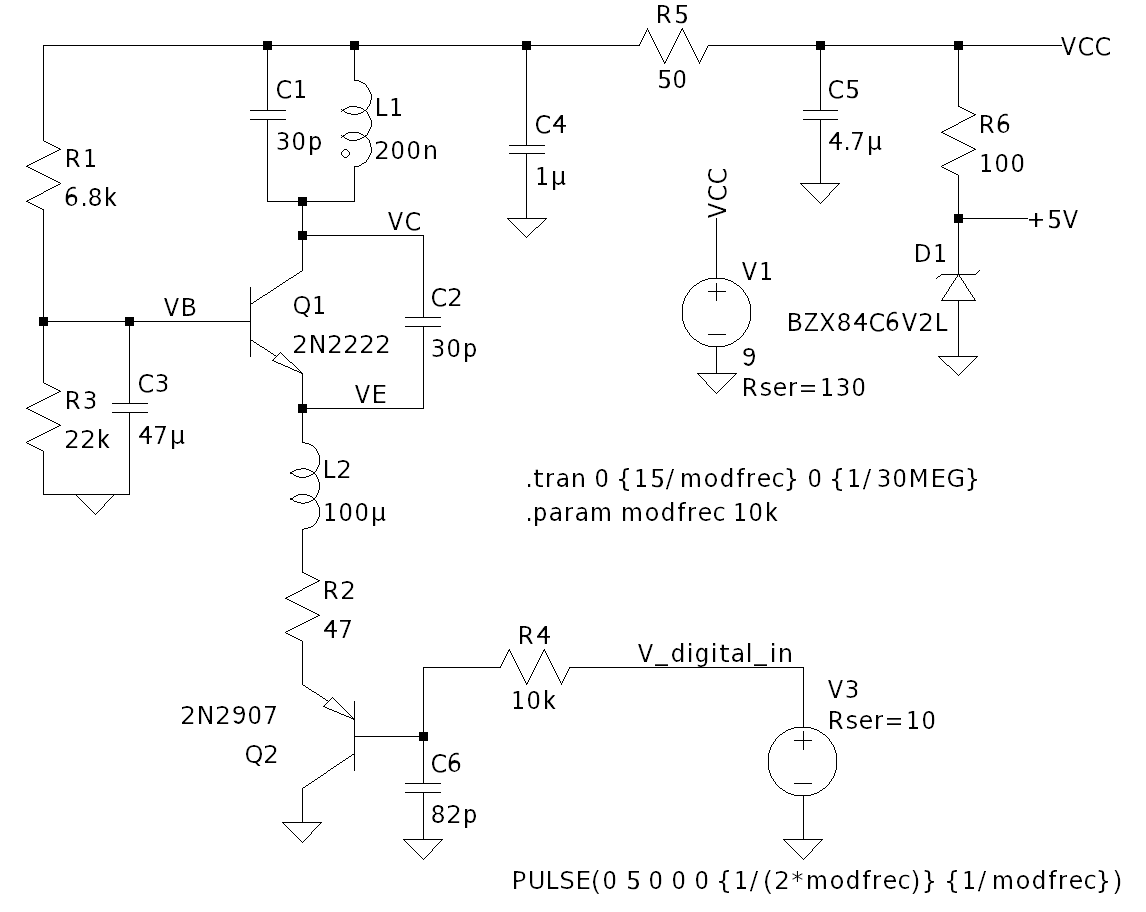 R5
50
VCC
C1
30p
L1
200n
C4
1µ
C5
4.7µ
R6
100
+5V
R1
6.8k
VC
VCC
V1
9
Rser=130
D1
BZX84C6V2L
VB
Q1
2N2222
C2
30p
VE
R3
22k
C3
47µ
L2
100µ
.tran 0 {15/modfrec} 0 {1/30MEG}
.param modfrec 10k
R2
47
R4
10k
V_digital_in
V3
Rser=10
2N2907
Q2
C6
82p
PULSE(0 5 0 0 0 {1/(2*modfrec)} {1/modfrec})